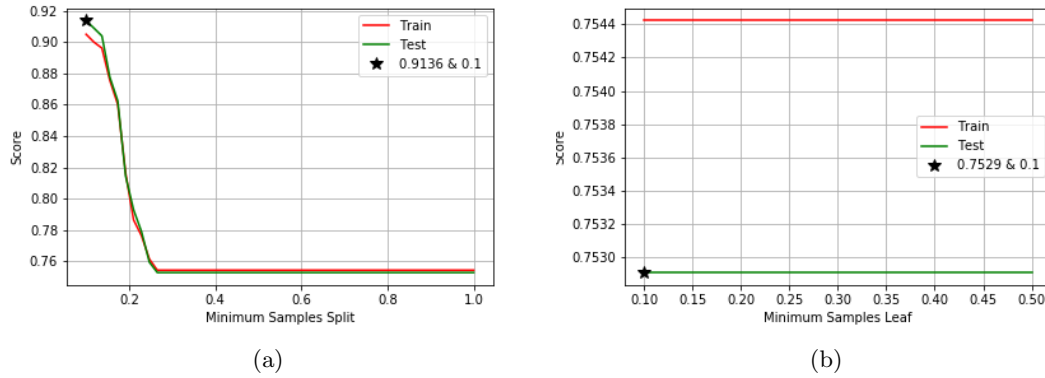 0.92
0.90
0.88
0.86
0.84
0.82
0.80
0.78
0.76
Score
Train
Test
0.9136 & 0.1
0.2 0.4 0.6 0.8 1.0
Minimum Samples Split
(a)
0.7544
0.7542
0.7540
0.7538
0.7536
0.7534
0.7532
0.7530
Score
Train
Test
0.7529 & 0.1
0.10 0.15 0.20 0.25 0.30 0.35 0.40 0.45 0.50
Minimum Samples Leaf
(b)